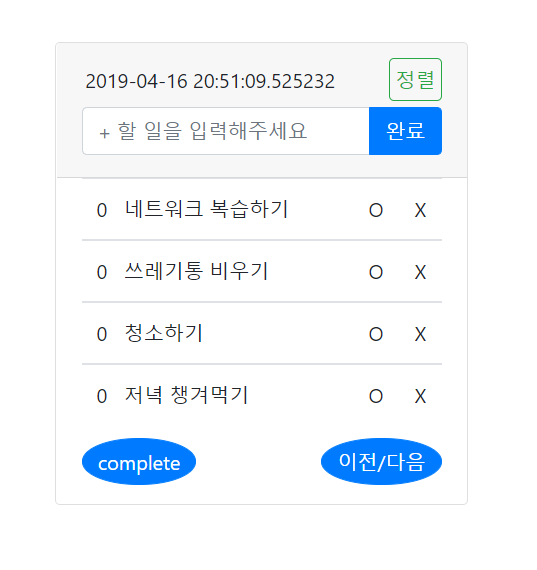 2019-04-16 20:51:09.525232 정렬
+ 할 일을 입력해주세요 완료
0 네트워크 복습하기 O X
0 쓰레기통 비우기 O X
0 청소하기 O X
0 저녁 챙겨먹기 O X
complete 이전/다음